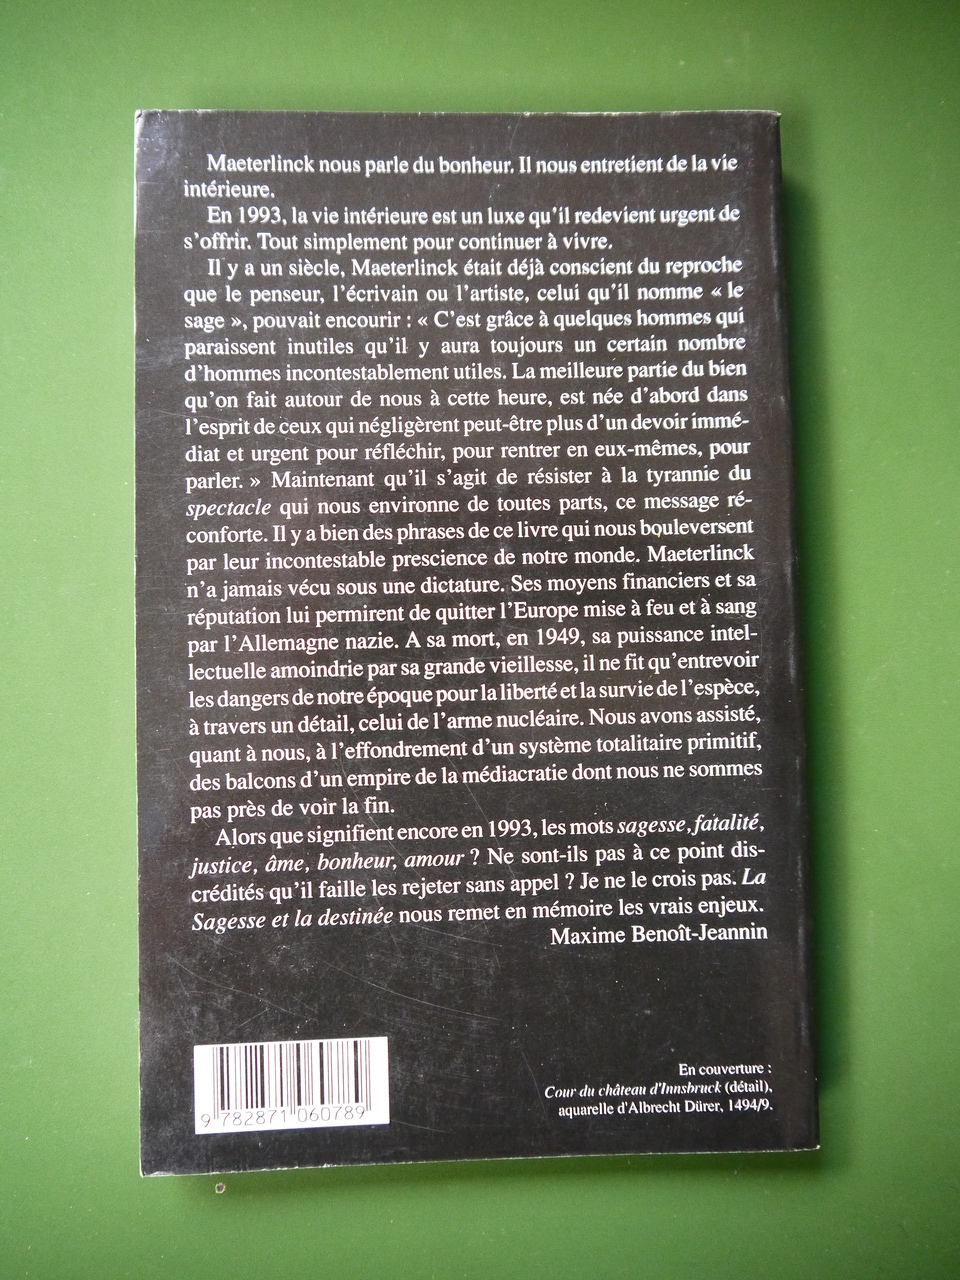 Maeterlinck nous parle du bonheur. Il nous entretient de la vie
intérieure.
En 1993, la vie intérieure est un luxe qu'il redevient urgent de
s'offrir. Tout simplement pour continuer à vivre.
Il y a un siècle, Maeterlinck était déjà conscient du reproche
que le penseur, l'écrivain ou l'artiste, celui qu'il nomme « le
sage », pouvait encourir : « C'est grâce à quelques hommes qui
paraissent inutiles qu'il y aura toujours un certain nombre
d'hommes incontestablement utiles. La meilleure partie du bien
qu'on fait autour de nous à cette heure, est née d'abord dans
l'esprit de ceux qui négligèrent peut-être plus d'un devoir immé-
diat et urgent pour réfléchir, pour rentrer en eux-mêmes, pour
parler. » Maintenant qu'il s'agit de résister à la tyrannie du
spectacle qui nous environne de toutes parts, ce message ré-
conforte. Il y a bien des phrases de ce livre qui nous bouleversent
par leur incontestable prescience de notre monde. Maeterlinck
n'a jamais vécu sous une dictature. Ses moyens financiers et sa
réputation lui permirent de quitter l'Europe mise à feu et à sang
par l'Allemagne nazie. A sa mort, en 1949, sa puissance intel-
lectuelle amoindrie par sa grande vieillesse, il ne fit qu'entrevoir
les dangers de notre époque pour la liberté et la survie de l'espèce,
à travers un détail, celui de l'arme nucléaire. Nous avons assisté,
quant à nous, à l'effondrement d'un système totalitaire primitif,
des balcons d'un empire de la médiacratie dont nous ne sommes
pas près de voir la fin.
Alors que signifient encore en 1993, les mots sagesse, fatalité,
justice, âme, bonheur, amour ? Ne sont-ils pas à ce point dis-
crédités qu'il faille les rejeter sans appel ? Je ne le crois pas. La
Sagesse et la destinée nous remet en mémoire les vrais enjeux.
Maxime Benoît-Jeannin
9 782871 060789
En couverture :
Cour du château d'Innsbruck (détail),
aquarelle d'Albrecht Dürer, 1494/9.